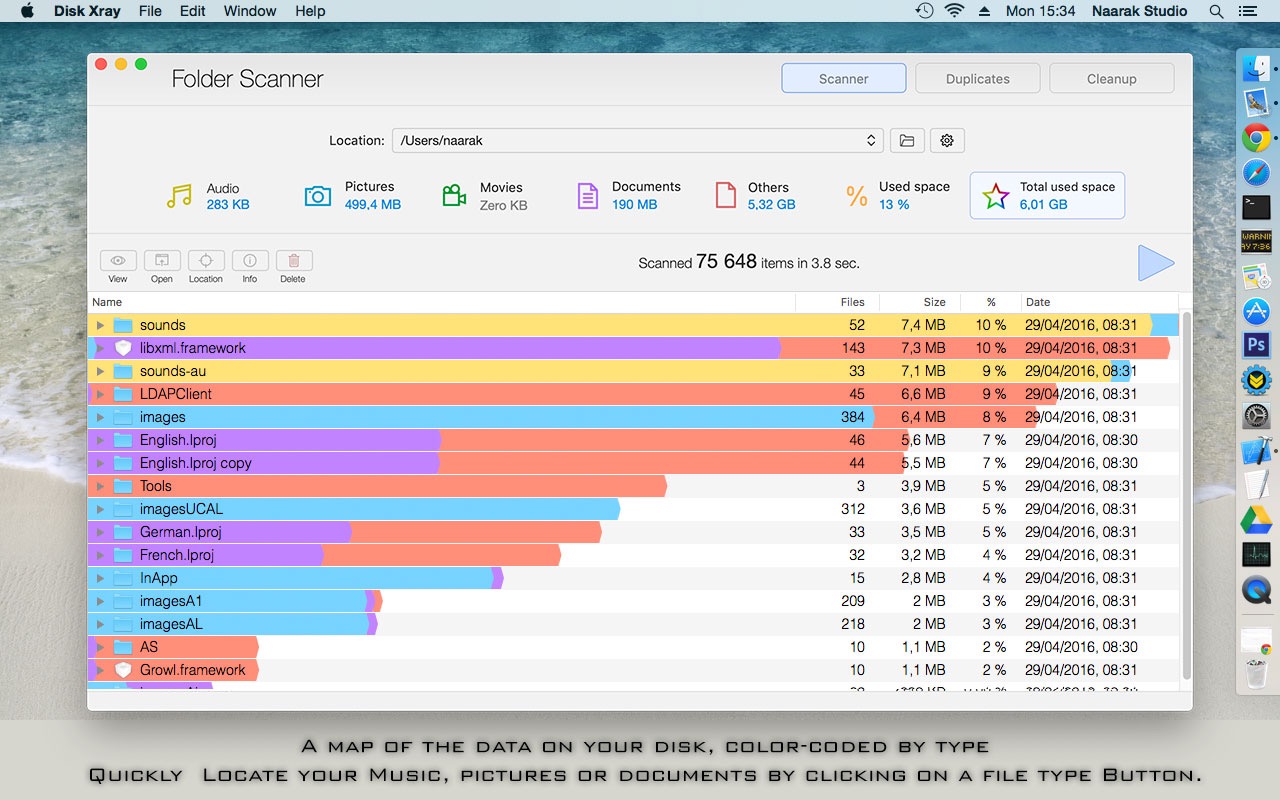 Disk Xray File Edit Window Help Mon 15:34 Naarak Studio
Folder Scanner Scanner Duplicates Cleanup
Location: /Users/naarak
Audio Pictures Movies Documents Others Used space Total used space
283 KB 499,4 MB Zero KB 190 MB 5,32 GB 13 % 6,01 GB
Scanned 75 648 items in 3.8 sec.
View Open Location Info Delete
Name Files Size % Date
sounds 52 7,4 MB 10 % 29/04/2016, 08:31
libxml.framework 143 7,3 MB 10 % 29/04/2016, 08:31
sounds-au 33 7,1 MB 9 % 29/04/2016, 08:31
LDAPClient 45 6,6 MB 9 % 29/04/2016, 08:31
images 384 6,4 MB 8 % 29/04/2016, 08:31
English.lproj 46 5,6 MB 7 % 29/04/2016, 08:30
English.lproj copy 44 5,5 MB 7 % 29/04/2016, 08:30
Tools 3 3,9 MB 5 % 29/04/2016, 08:31
imagesUCAL 312 3,6 MB 5 % 29/04/2016, 08:31
German.lproj 33 3,5 MB 5 % 29/04/2016, 08:31
French.lproj 32 3,2 MB 4 % 29/04/2016, 08:31
InApp 15 2,8 MB 4 % 29/04/2016, 08:31
imagesA1 209 2 MB 3 % 29/04/2016, 08:31
imagesAL 218 2 MB 3 % 29/04/2016, 08:31
AS 10 1,1 MB 2 % 29/04/2016, 08:30
Growl.framework 10 1,1 MB 2 % 29/04/2016, 08:31
WARNIN
AY 7:36
Ps
A map of the data on your disk, color-coded by type
Quickly Locate your Music, pictures or documents by clicking on a file type Button.